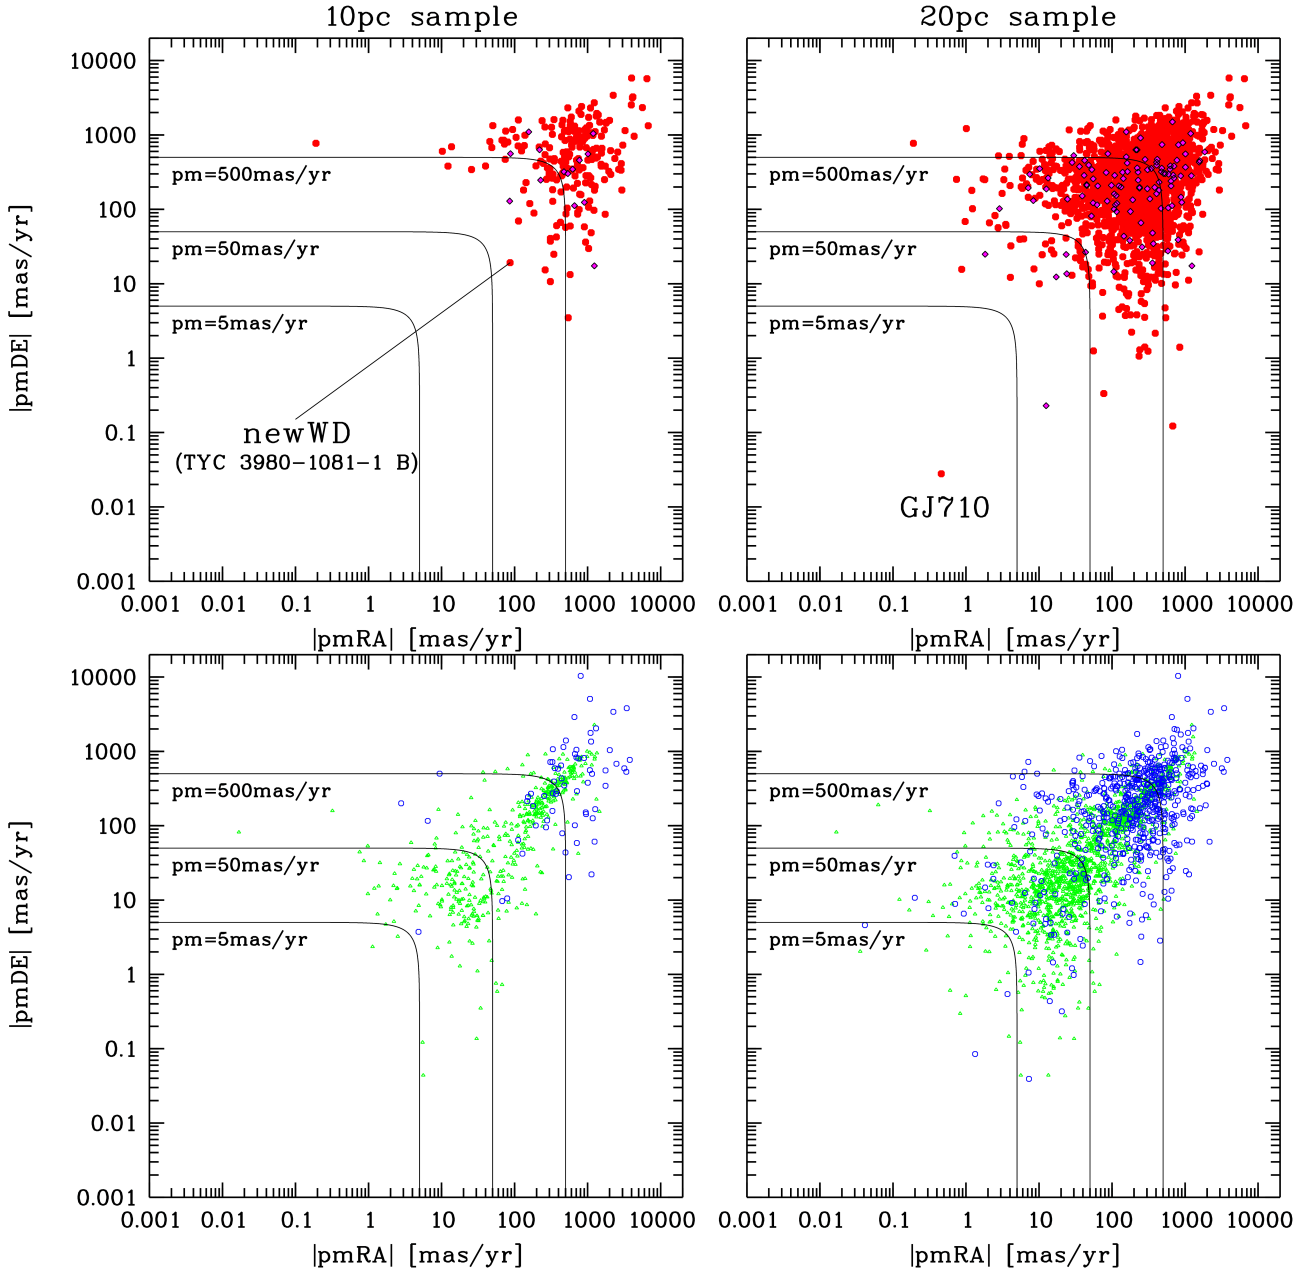 10pc sample
20pc sample
|pmDE| [mas/yr]
10000
1000
100
10
1
0.1
0.01
0.001
pm=500mas/yr
pm=50mas/yr
pm=5mas/yr
newWD
(TYC 3980-1081-1 B)
0.001 0.01 0.1 1 10 100 1000 10000
|pmRA| [mas/yr]
pm=500mas/yr
pm=50mas/yr
pm=5mas/yr
GJ710
0.001 0.01 0.1 1 10 100 1000 10000
|pmRA| [mas/yr]
|pmDE| [mas/yr]
10000
1000
100
10
1
0.1
0.01
0.001
pm=500mas/yr
pm=50mas/yr
pm=5mas/yr
0.001 0.01 0.1 1 10 100 1000 10000
|pmRA| [mas/yr]
pm=500mas/yr
pm=50mas/yr
pm=5mas/yr
0.001 0.01 0.1 1 10 100 1000 10000
|pmRA| [mas/yr]